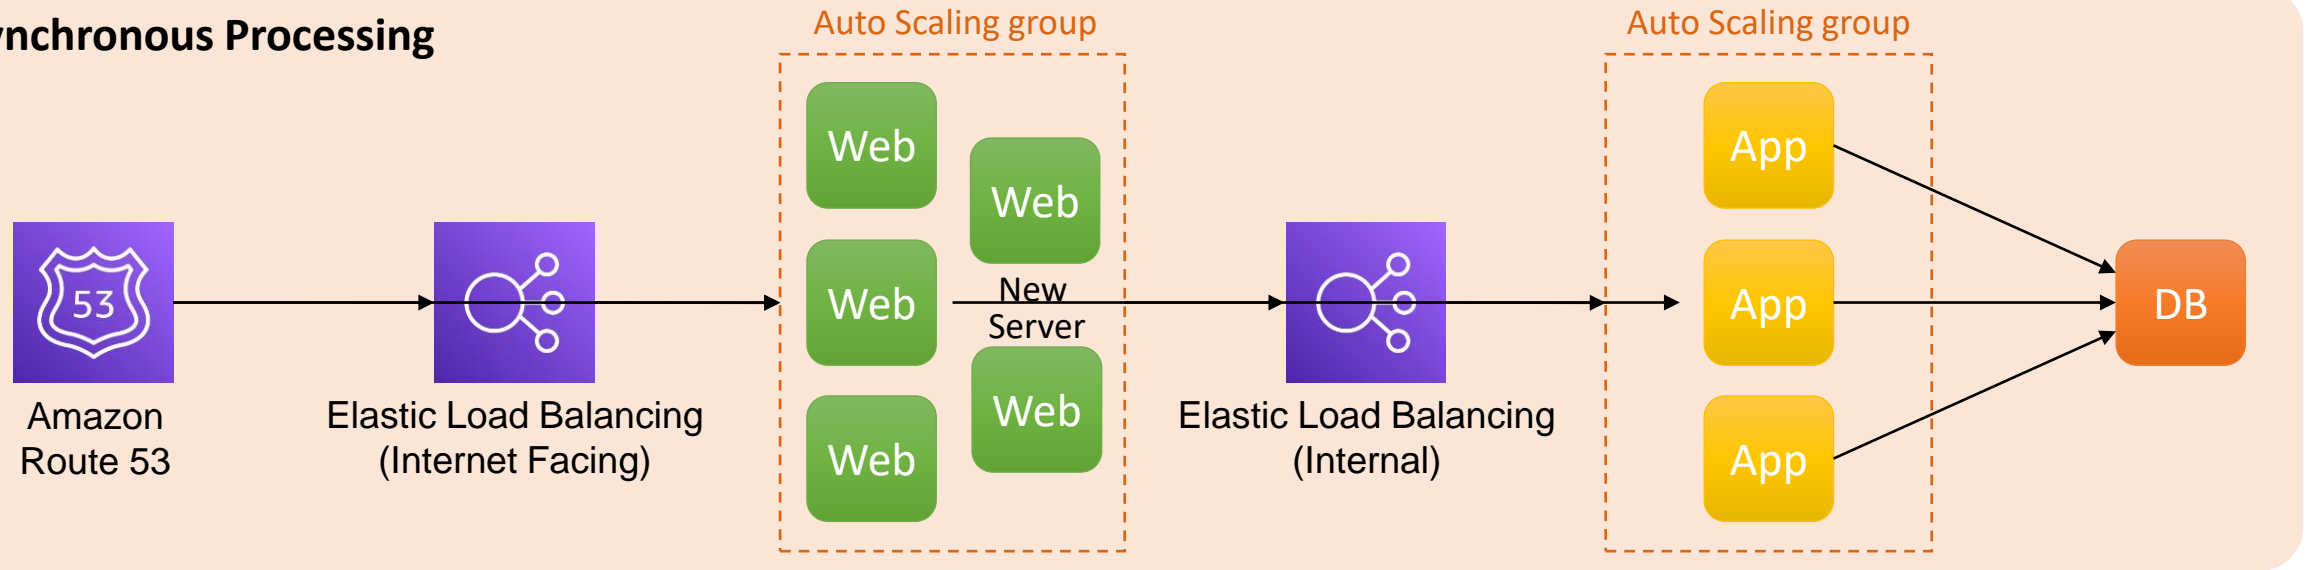 ynchronous Processing
Auto Scaling group
Auto Scaling group
Web
Web
Web
Web
Web
New
Server
App
App
App
DB
53
Amazon
Route 53
Elastic Load Balancing
(Internet Facing)
Elastic Load Balancing
(Internal)